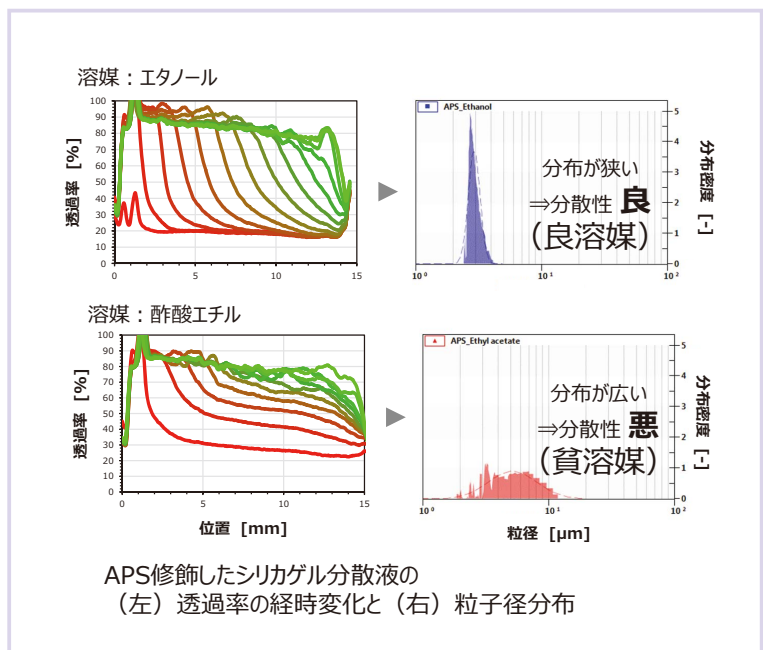 溶媒：エタノール
透過率 [%]
100
90
80
70
60
50
40
30
20
10
0
0
5
10
15
APS_Ethanol
分布が狭い
⇒分散性 良
（良溶媒）
5
4
3
2
1
0
分布密度 [-]
10⁰
10¹
10²
溶媒：酢酸エチル
透過率 [%]
100
90
80
70
60
50
40
30
20
10
0
0
5
10
15
位置 [mm]
APS_Ethyl acetate
分布が広い
⇒分散性 悪
（貧溶媒）
5
4
3
2
1
0
分布密度 [-]
10⁰
10¹
10²
粒径 [μm]
APS修飾したシリカゲル分散液の
（左）透過率の経時変化と（右）粒子径分布